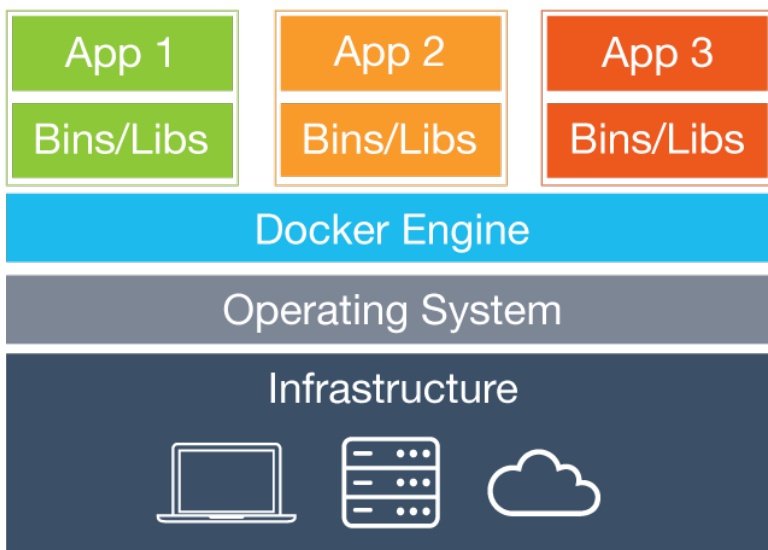 App 1
App 2
App 3
Bins/Libs
Bins/Libs
Bins/Libs
Docker Engine
Operating System
Infrastructure